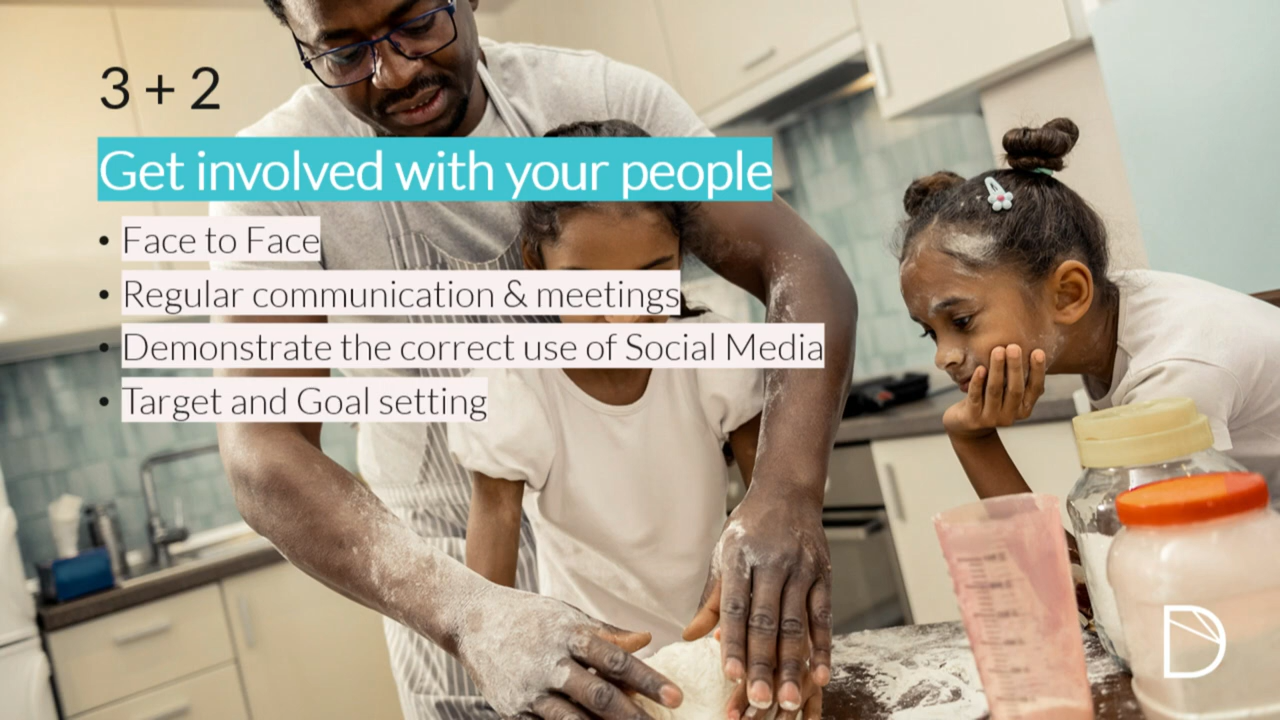 3 + 2
Get involved with your people
• Face to Face
• Regular communication & meetings
• Demonstrate the correct use of Social Media
• Target and Goal setting